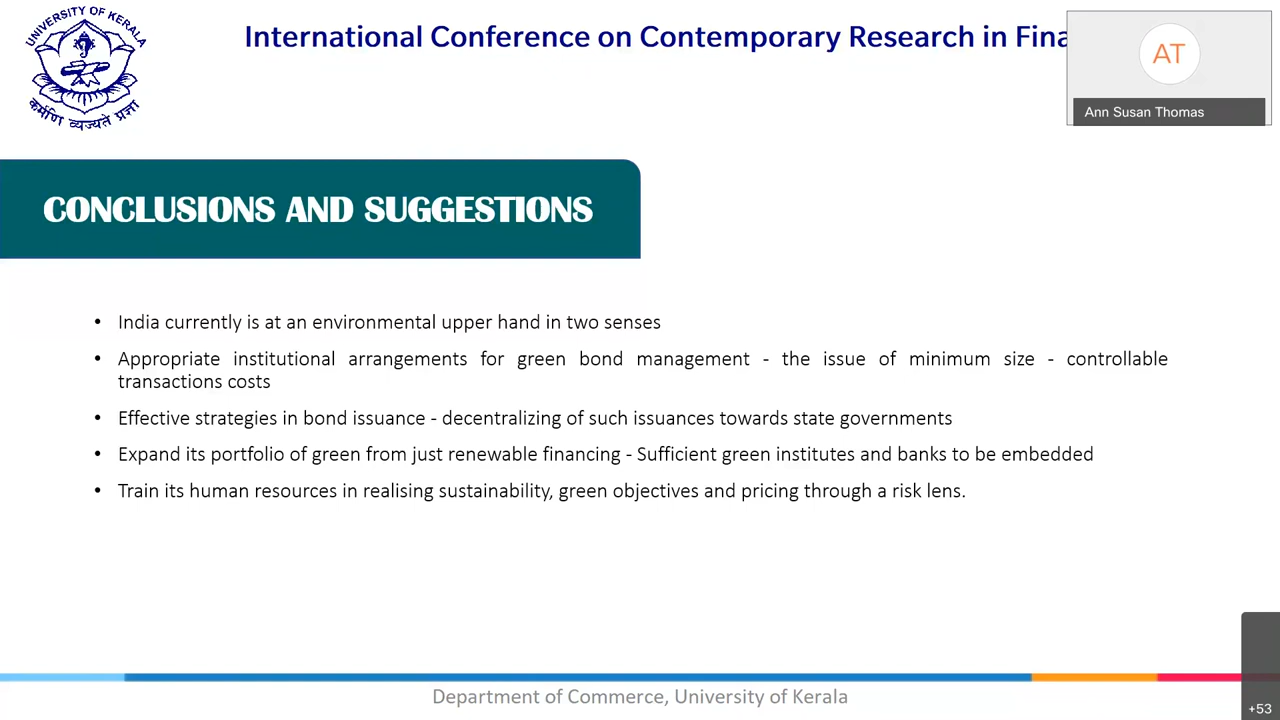 UNIVERSITY OF KERALA
कर्मणि व्यज्यते प्रज्ञा
International Conference on Contemporary Research in Fina
AT
Ann Susan Thomas
CONCLUSIONS AND SUGGESTIONS
• India currently is at an environmental upper hand in two senses
• Appropriate institutional arrangements for green bond management - the issue of minimum size - controllable
transactions costs
• Effective strategies in bond issuance - decentralizing of such issuances towards state governments
• Expand its portfolio of green from just renewable financing - Sufficient green institutes and banks to be embedded
• Train its human resources in realising sustainability, green objectives and pricing through a risk lens.
Department of Commerce, University of Kerala
+53